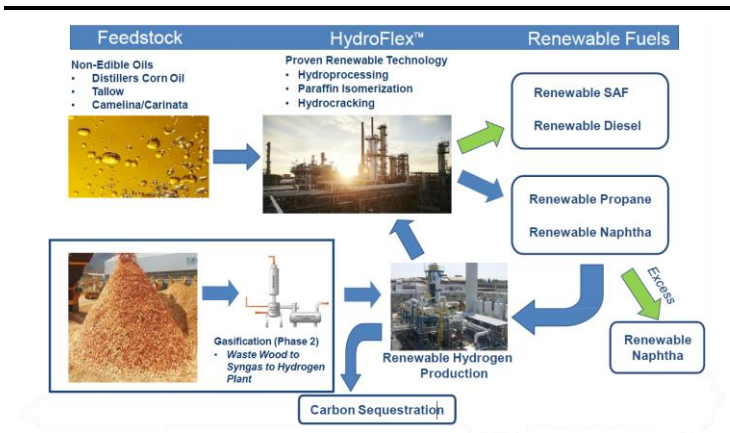 Feedstock
HydroFlex™
Renewable Fuels
Non-Edible Oils
• Distillers Corn Oil
• Tallow
• Camelina/Carinata
Proven Renewable Technology
• Hydroprocessing
• Paraffin Isomerization
• Hydrocracking
Renewable SAF
Renewable Diesel
Renewable Propane
Renewable Naphtha
Excess
Renewable
Naphtha
Gasification (Phase 2)
• Waste Wood to
Syngas to Hydrogen
Plant
Renewable Hydrogen
Production
Carbon Sequestration